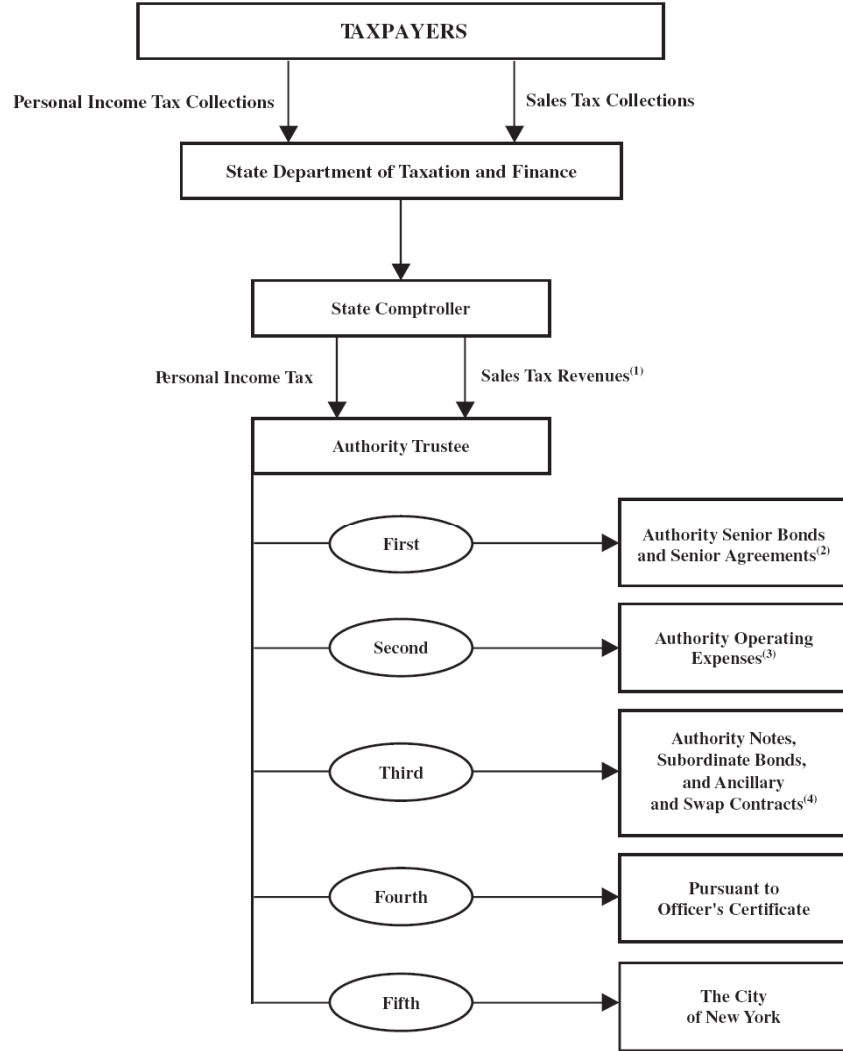 TAXPAYERS
Personal Income Tax Collections
Sales Tax Collections
State Department of Taxation and Finance
State Comptroller
Personal Income Tax
Sales Tax Revenues(1)
Authority Trustee
First
Authority Senior Bonds
and Senior Agreements(2)
Second
Authority Operating
Expenses(3)
Third
Authority Notes,
Subordinate Bonds,
and Ancillary
and Swap Contracts(4)
Fourth
Pursuant to
Officer's Certificate
Fifth
The City
of New York